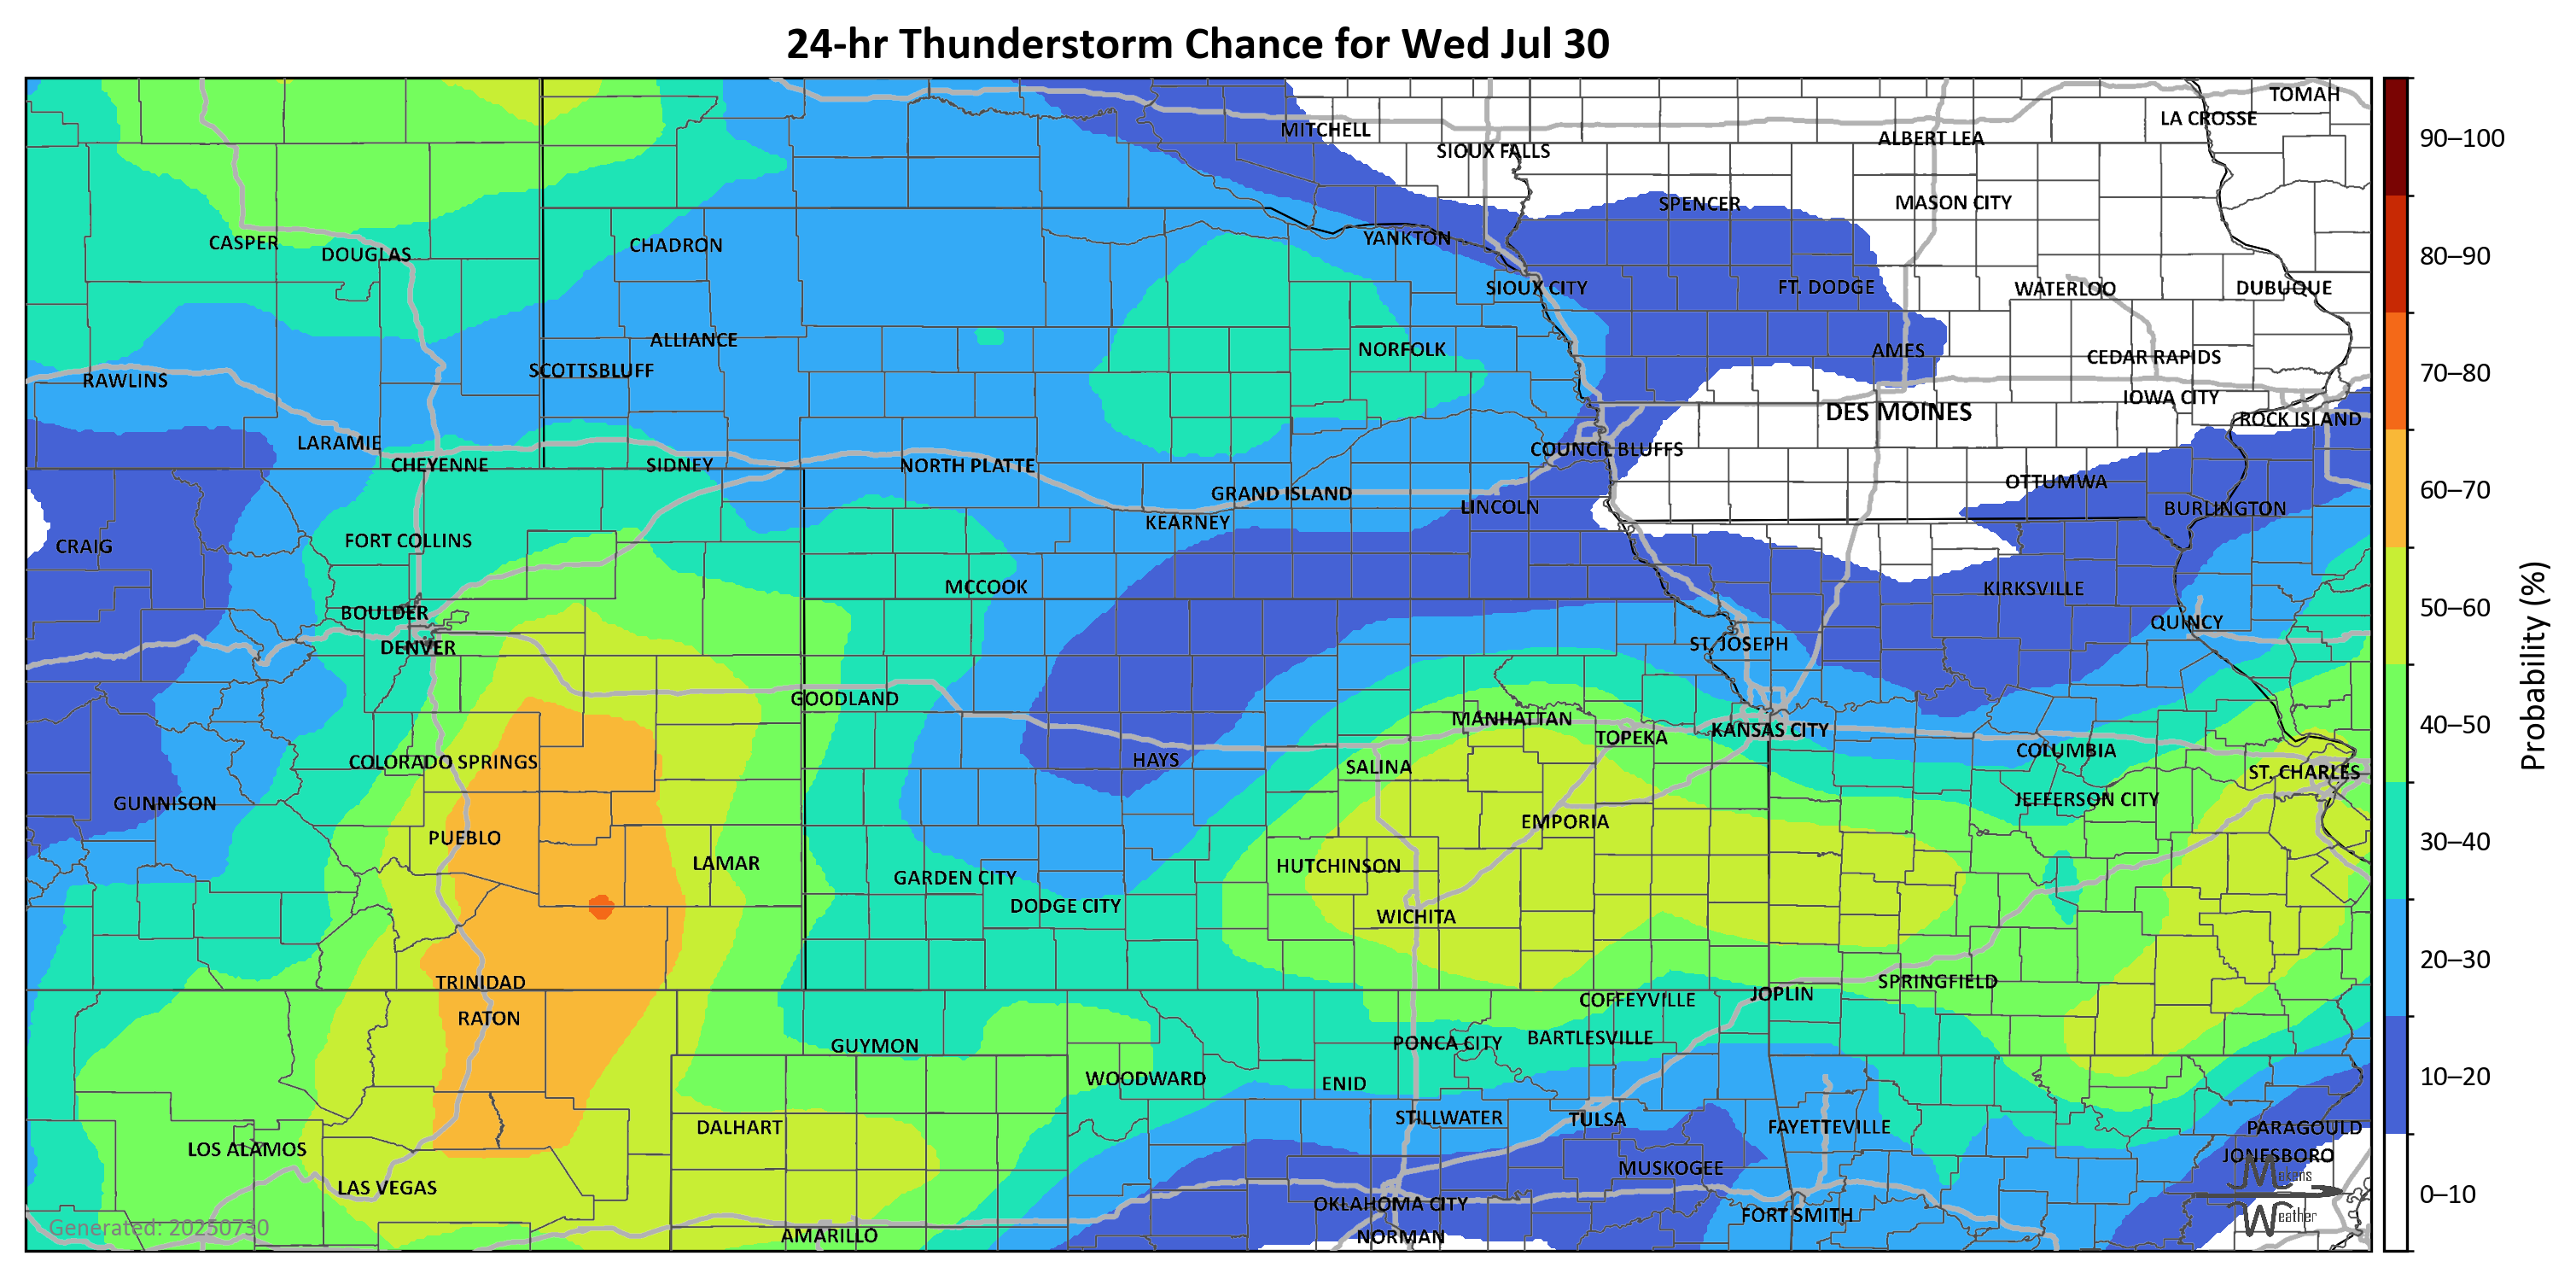 24-hr Thunderstorm Chance for Wed Jul 30
TOMAH
LA CROSSE
MITCHELL
ALBERT LEA
SIOUX FALLS
SPENCER
MASON CITY
CASPER
DOUGLAS
CHADRON
YANKTON
SIOUX CITY
FT. DODGE
WATERLOO
DUBUQUE
ALLIANCE
NORFOLK
AMES
CEDAR RAPIDS
RAWLINS
SCOTTSBLUFF
IOWA CITY
DES MOINES
ROCK ISLAND
LARAMIE
COUNCIL BLUFFS
CHEYENNE
SIDNEY
NORTH PLATTE
OTTUMWA
GRAND ISLAND
LINCOLN
BURLINGTON
KEARNEY
CRAIG
FORT COLLINS
MCCOOK
KIRKSVILLE
BOULDER
QUINCY
DENVER
ST. JOSEPH
GOODLAND
MANHATTAN
TOPEKA
KANSAS CITY
COLUMBIA
COLORADO SPRINGS
HAYS
SALINA
ST. CHARLES
GUNNISON
JEFFERSON CITY
PUEBLO
EMPORIA
LAMAR
HUTCHINSON
GARDEN CITY
DODGE CITY
WICHITA
TRINIDAD
SPRINGFIELD
COFFEYVILLE
JOPLIN
RATON
GUYMON
PONCA CITY
BARTLESVILLE
WOODWARD
ENID
STILLWATER
TULSA
DALHART
FAYETTEVILLE
PARAGOULD
LOS ALAMOS
JONESBORO
MUSKOGEE
LAS VEGAS
OKLAHOMA CITY
FORT SMITH
AMARILLO
NORMAN
Generated: 20250730
Mekans
Weather
90–100
80–90
70–80
60–70
50–60
40–50
30–40
20–30
10–20
0–10
Probability (%)